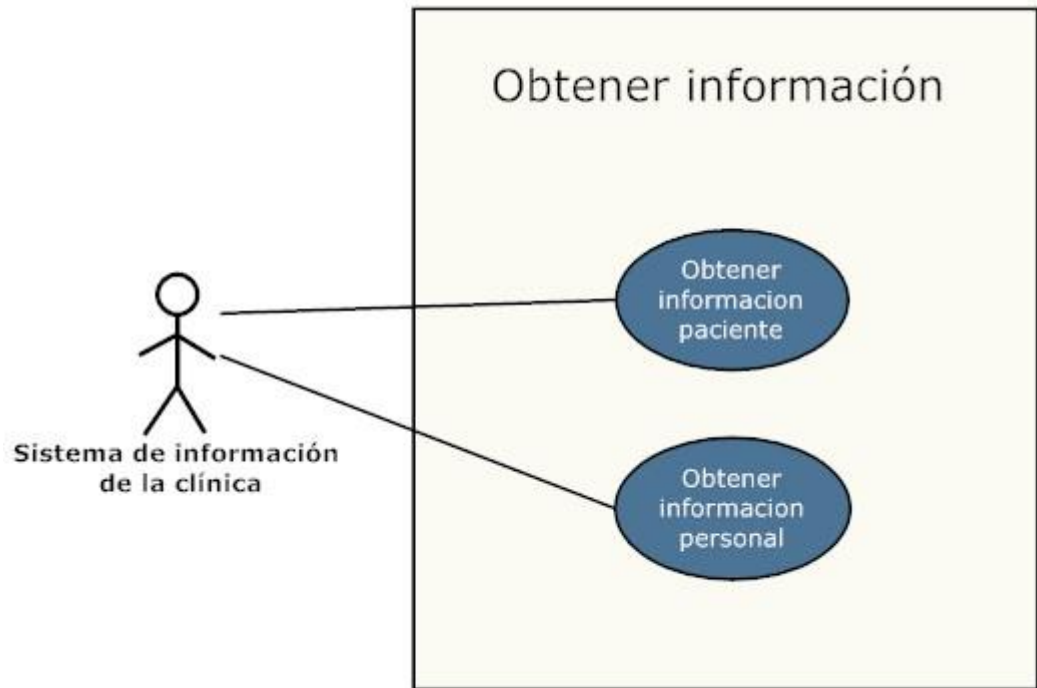 Obtener información
Obtener
informacion
paciente
Sistema de información
de la clínica
Obtener
informacion
personal